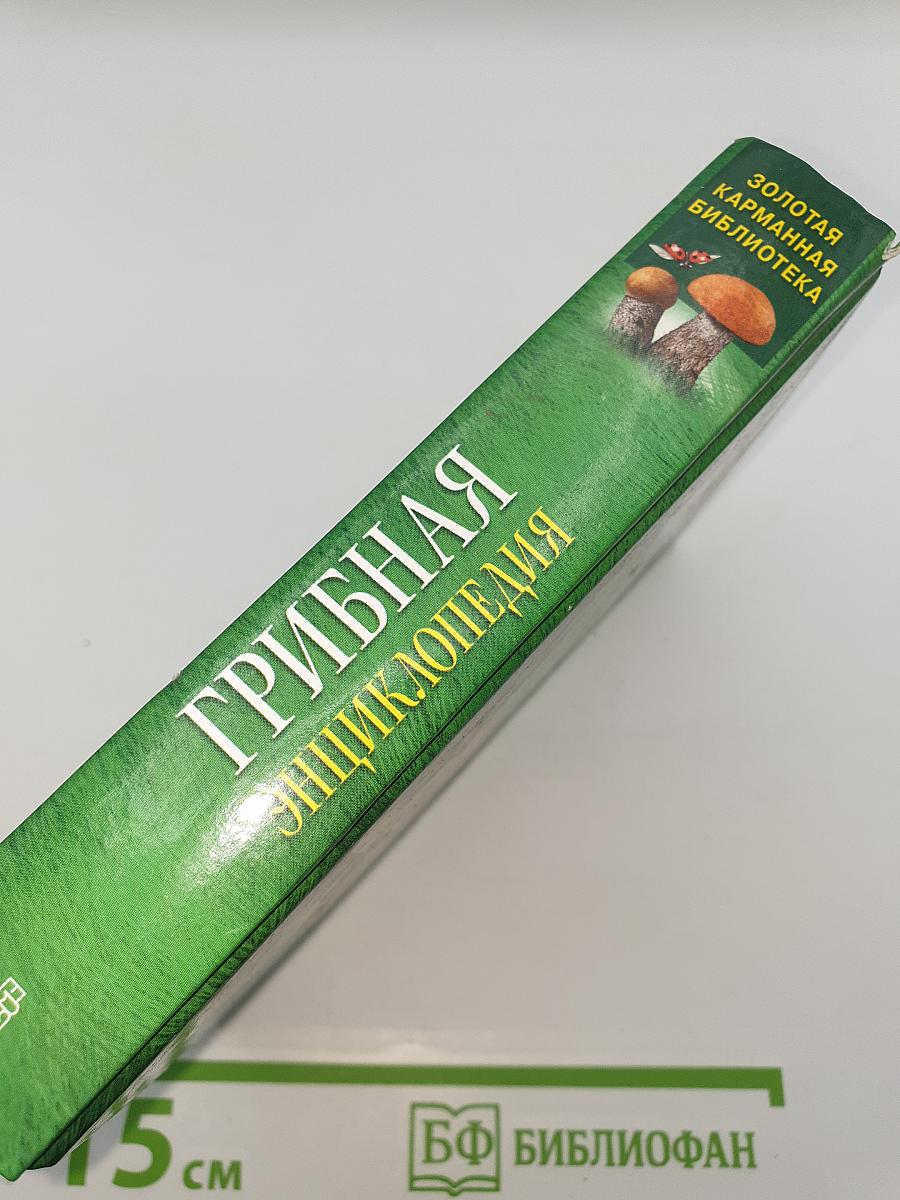 ЗОЛОТАЯ
КАРМАННАЯ
БИБЛИОТЕКА
ГРИБНАЯ
ЭНЦИКЛОПЕДИЯ
15 см
БФ БИБЛИОФАН